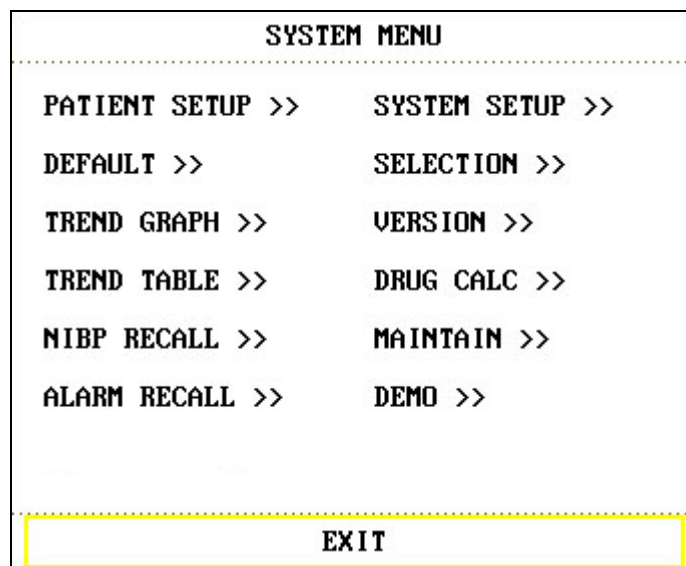 SYSTEM MENU
PATIENT SETUP >> SYSTEM SETUP >>
DEFAULT >> SELECTION >>
TREND GRAPH >> VERSION >>
TREND TABLE >> DRUG CALC >>
NIBP RECALL >> MAINTAIN >>
ALARM RECALL >> DEMO >>
EXIT